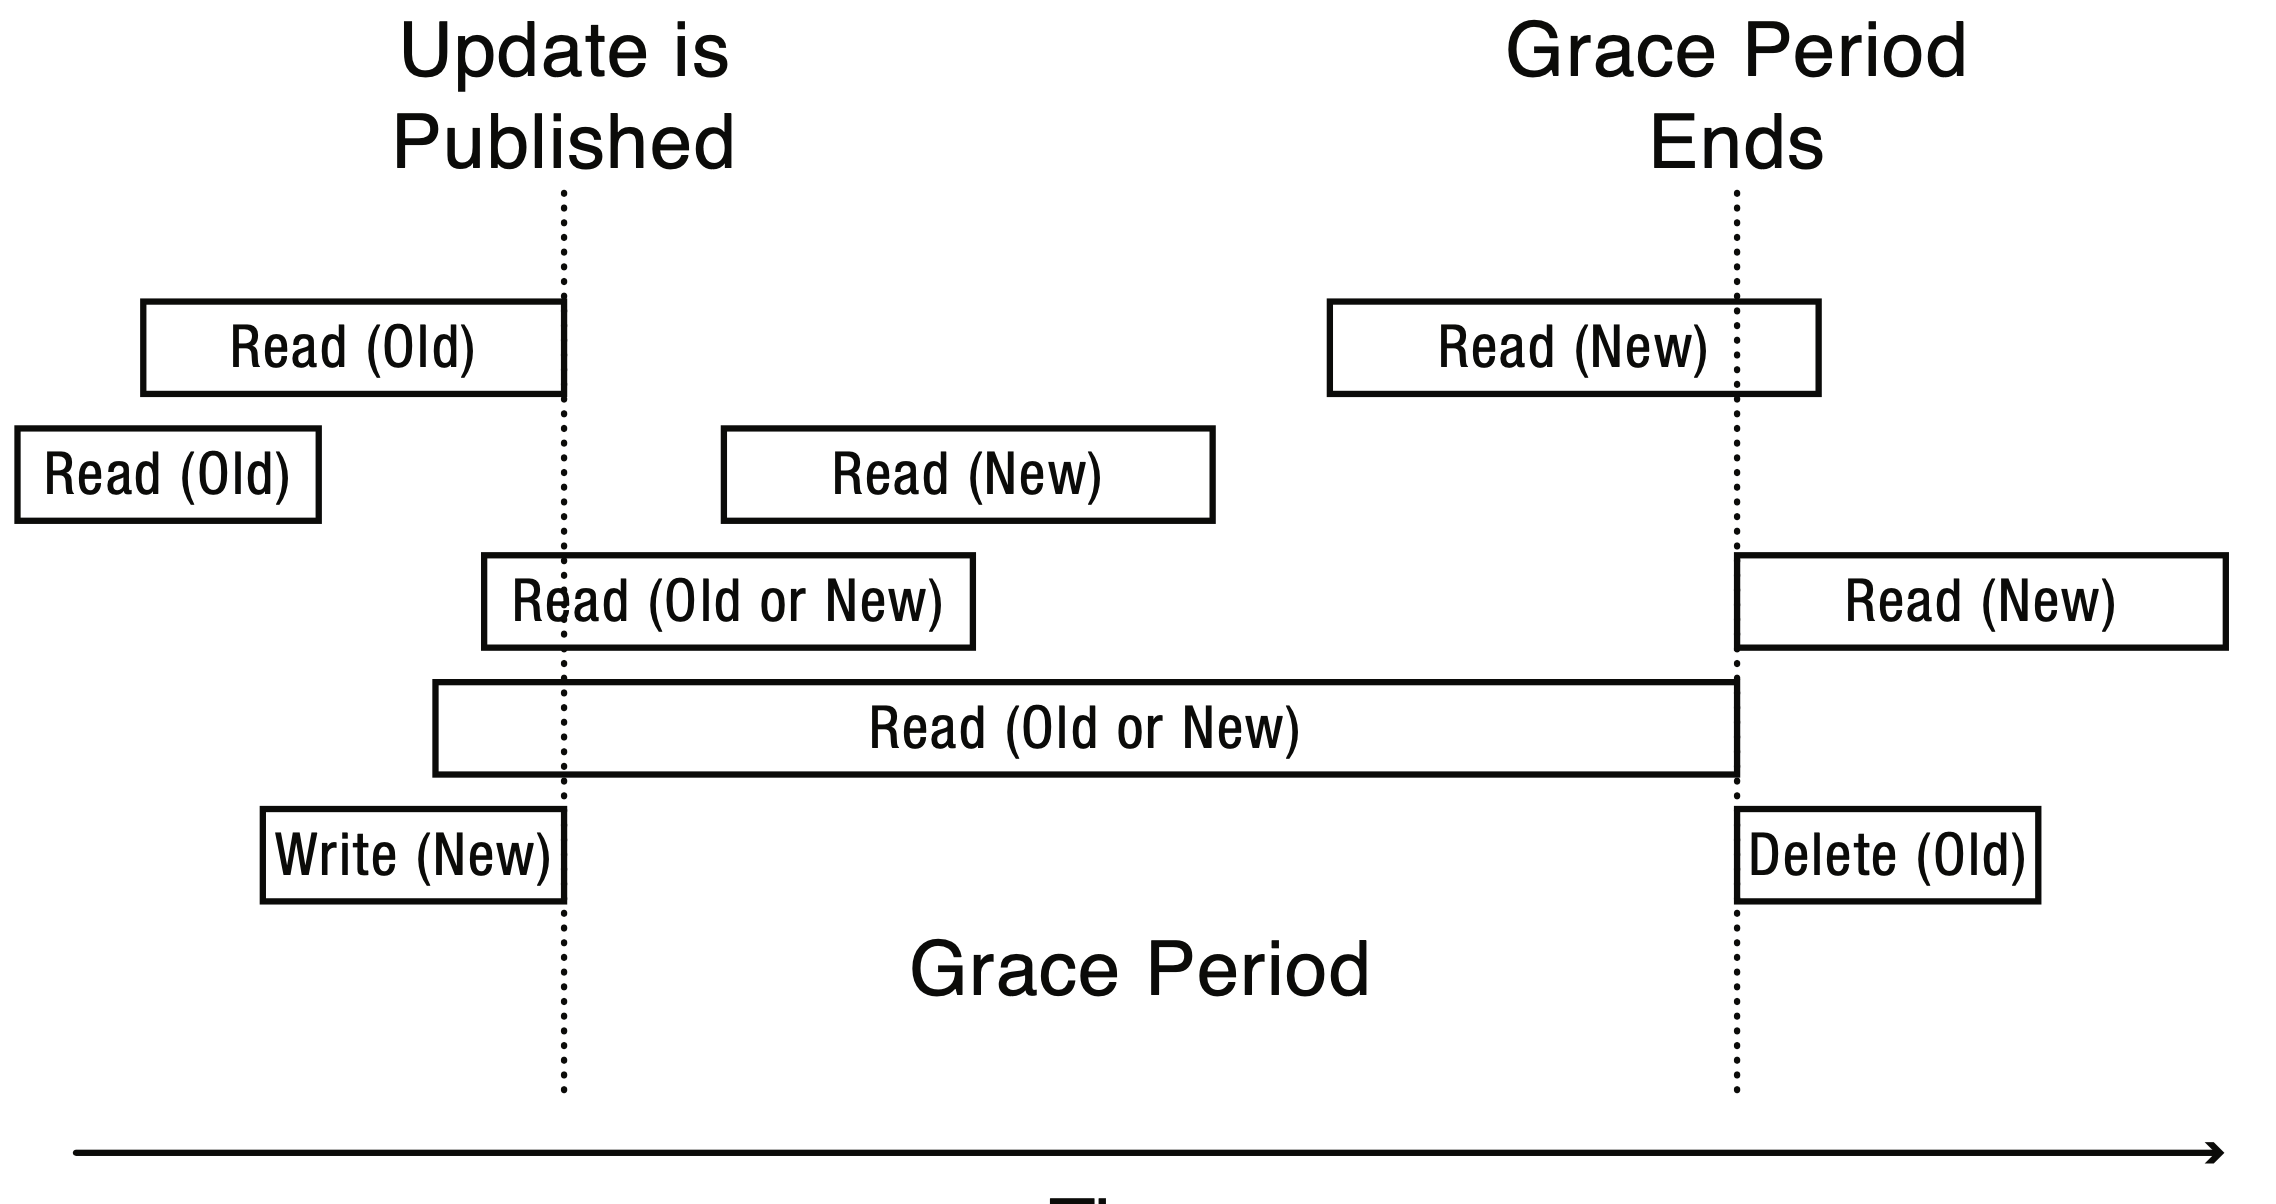 Update is
Published
Grace Period
Ends
Read (Old)
Read (New)
Read (Old)
Read (New)
Read (Old or New)
Read (New)
Read (Old or New)
Write (New)
Delete (Old)
Grace Period